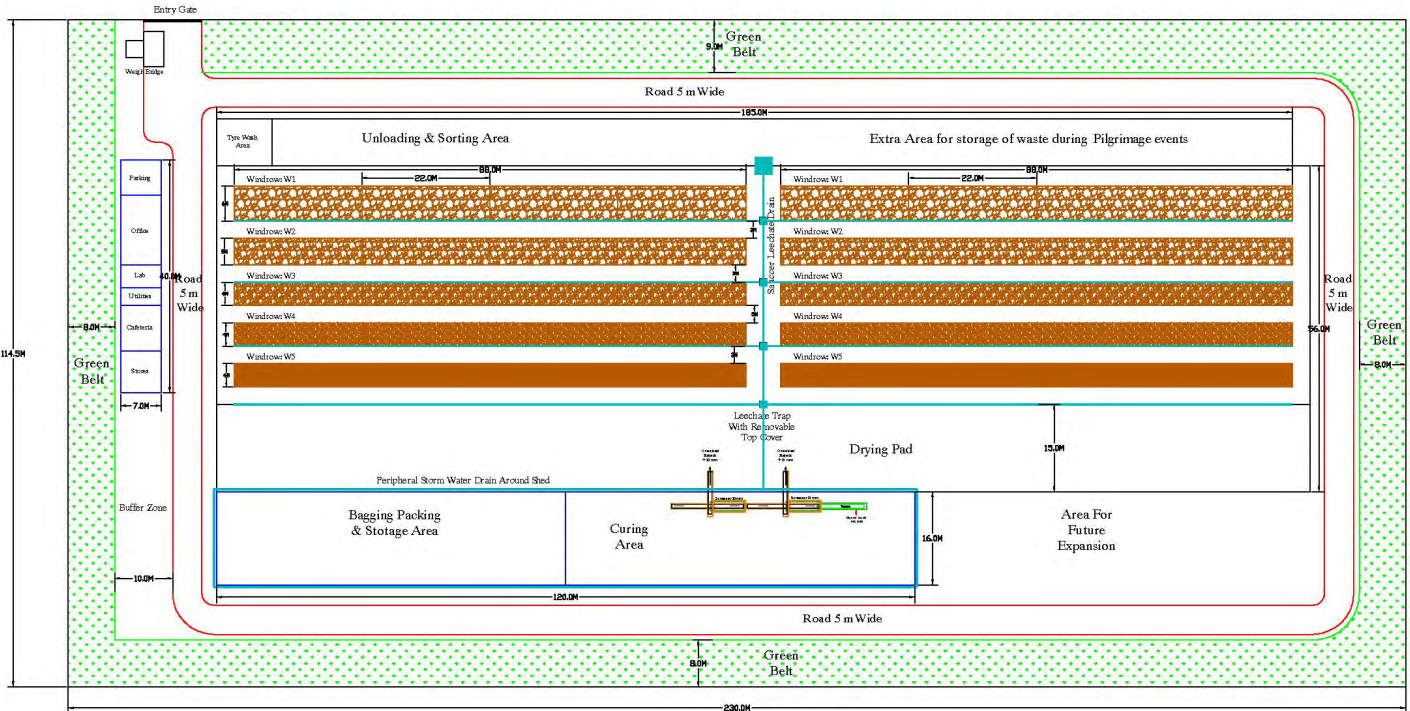 Entry Gate
Weigh Bridge
Green
Belt
9.0M
Road 5 m Wide
185.0M
Tyre Wash
Area
Unloading & Sorting Area
Extra Area for storage of waste during Pilgrimage events
88.0M
88.0M
Windrow: W1
22.0M
Windrow: W1
22.0M
Windrow: W2
Windrow: W2
Windrow: W3
Windrow: W3
Windrow: W4
Windrow: W4
Windrow: W5
Windrow: W5
Sauccer Leechate Drain
Parking
Office
Lab
Utilities
Cafeteria
Stores
40.0M
7.0M
Road
5 m
Wide
Road
5 m
Wide
56.0M
8.0M
Green
Belt
Green
Belt
8.0M
114.5M
Leechate Trap
With Removable
Top Cover
Drying Pad
15.0M
Peripheral Storm Water Drain Around Shed
Buffer Zone
Bagging Packing
& Stotage Area
Curing
Area
16.0M
Area For
Future
Expansion
10.0M
120.0M
Road 5 m Wide
8.0M
Green
Belt
230.0M